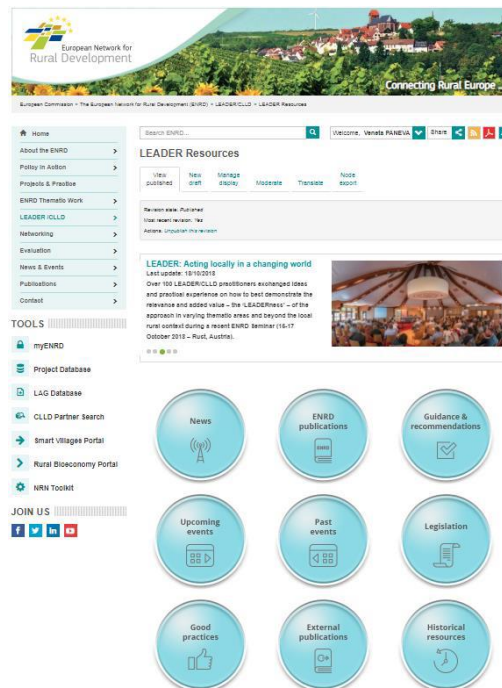 European Network for
Rural Development
Connecting Rural Europe ...
European Commission > The European Network for Rural Development (ENRD) > LEADER/CLLD > LEADER Resources
Home
About the ENRD
Policy in Action
Projects & Practice
ENRD Thematic Work
LEADER /CLLD
Networking
Evaluation
News & Events
Publications
Contact
TOOLS
myENRD
Project Database
LAG Database
CLLD Partner Search
Smart Villages Portal
Rural Bioeconomy Portal
NRN Toolkit
JOIN US
Search ENRD...
Welcome, Veneta PANEVA
Share
LEADER Resources
View published
New draft
Manage display
Moderate
Translate
Node export
Revision state: Published
Most recent revision: Yes
Actions: Unpublish this revision
LEADER: Acting locally in a changing world
Last update: 18/10/2018
Over 100 LEADER/CLLD practitioners exchanged ideas
and practical experience on how to best demonstrate the
relevance and added value – the 'LEADERness' – of the
approach in varying thematic areas and beyond the local
rural context during a recent ENRD Seminar (16-17
October 2018 – Rust, Austria).
News
ENRD
publications
ENRD
Guidance &
recommendations
Upcoming
events
Past
events
Legislation
Good
practices
External
publications
Historical
resources